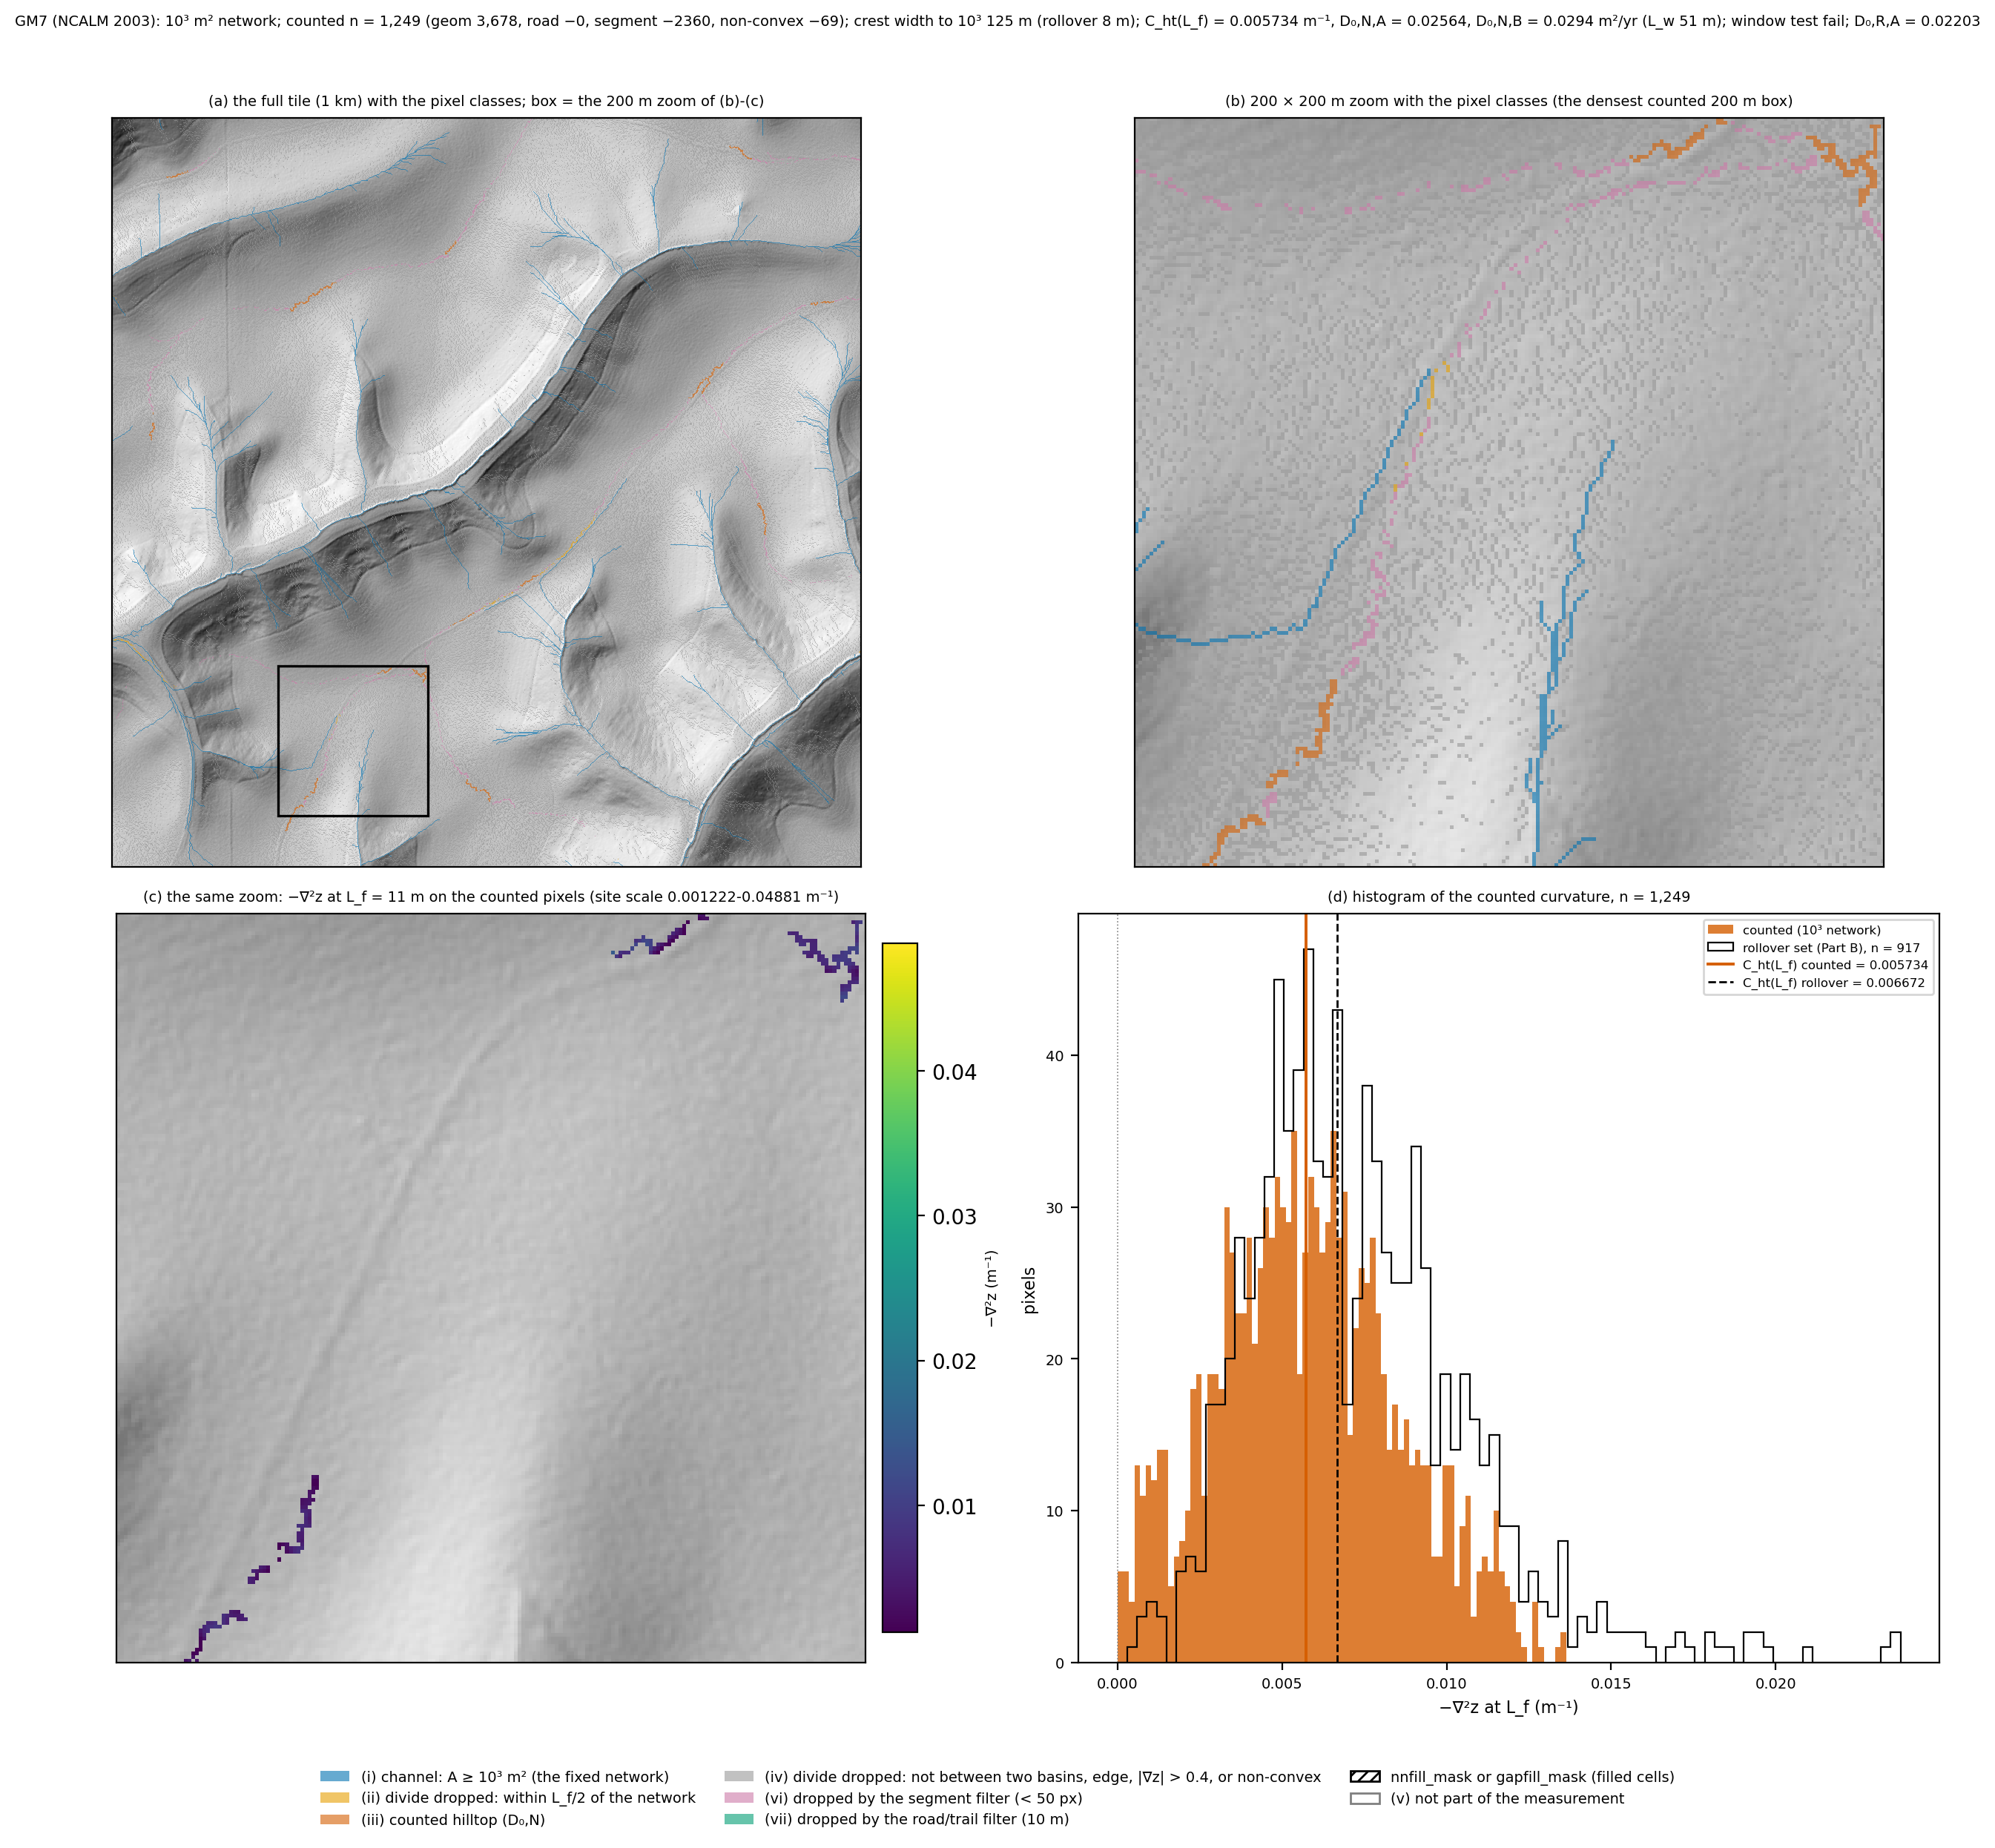 GM7 (NCALM 2003): 10³ m² network; counted n = 1,249 (geom 3,678, road −0, segment −2360, non-convex −69); crest width to 10³ 125 m (rollover 8 m); C_ht(L_f) = 0.005734 m⁻¹, D₀,N,A = 0.02564, D₀,N,B = 0.0294 m²/yr (L_w 51 m); window test fail; D₀,R,A = 0.02203
(a) the full tile (1 km) with the pixel classes; box = the 200 m zoom of (b)-(c)
(b) 200 × 200 m zoom with the pixel classes (the densest counted 200 m box)
(c) the same zoom: −∇²z at L_f = 11 m on the counted pixels (site scale 0.001222-0.04881 m⁻¹)
0.04
0.03
0.02
0.01
−∇²z (m⁻¹)
(d) histogram of the counted curvature, n = 1,249
counted (10³ network)
rollover set (Part B), n = 917
C_ht(L_f) counted = 0.005734
C_ht(L_f) rollover = 0.006672
pixels
40
30
20
10
0
0.000 0.005 0.010 0.015 0.020
−∇²z at L_f (m⁻¹)
(i) channel: A ≥ 10³ m² (the fixed network)
(ii) divide dropped: within L_f/2 of the network
(iii) counted hilltop (D₀,N)
(iv) divide dropped: not between two basins, edge, |∇z| > 0.4, or non-convex
(vi) dropped by the segment filter (< 50 px)
(vii) dropped by the road/trail filter (10 m)
nnfill_mask or gapfill_mask (filled cells)
(v) not part of the measurement